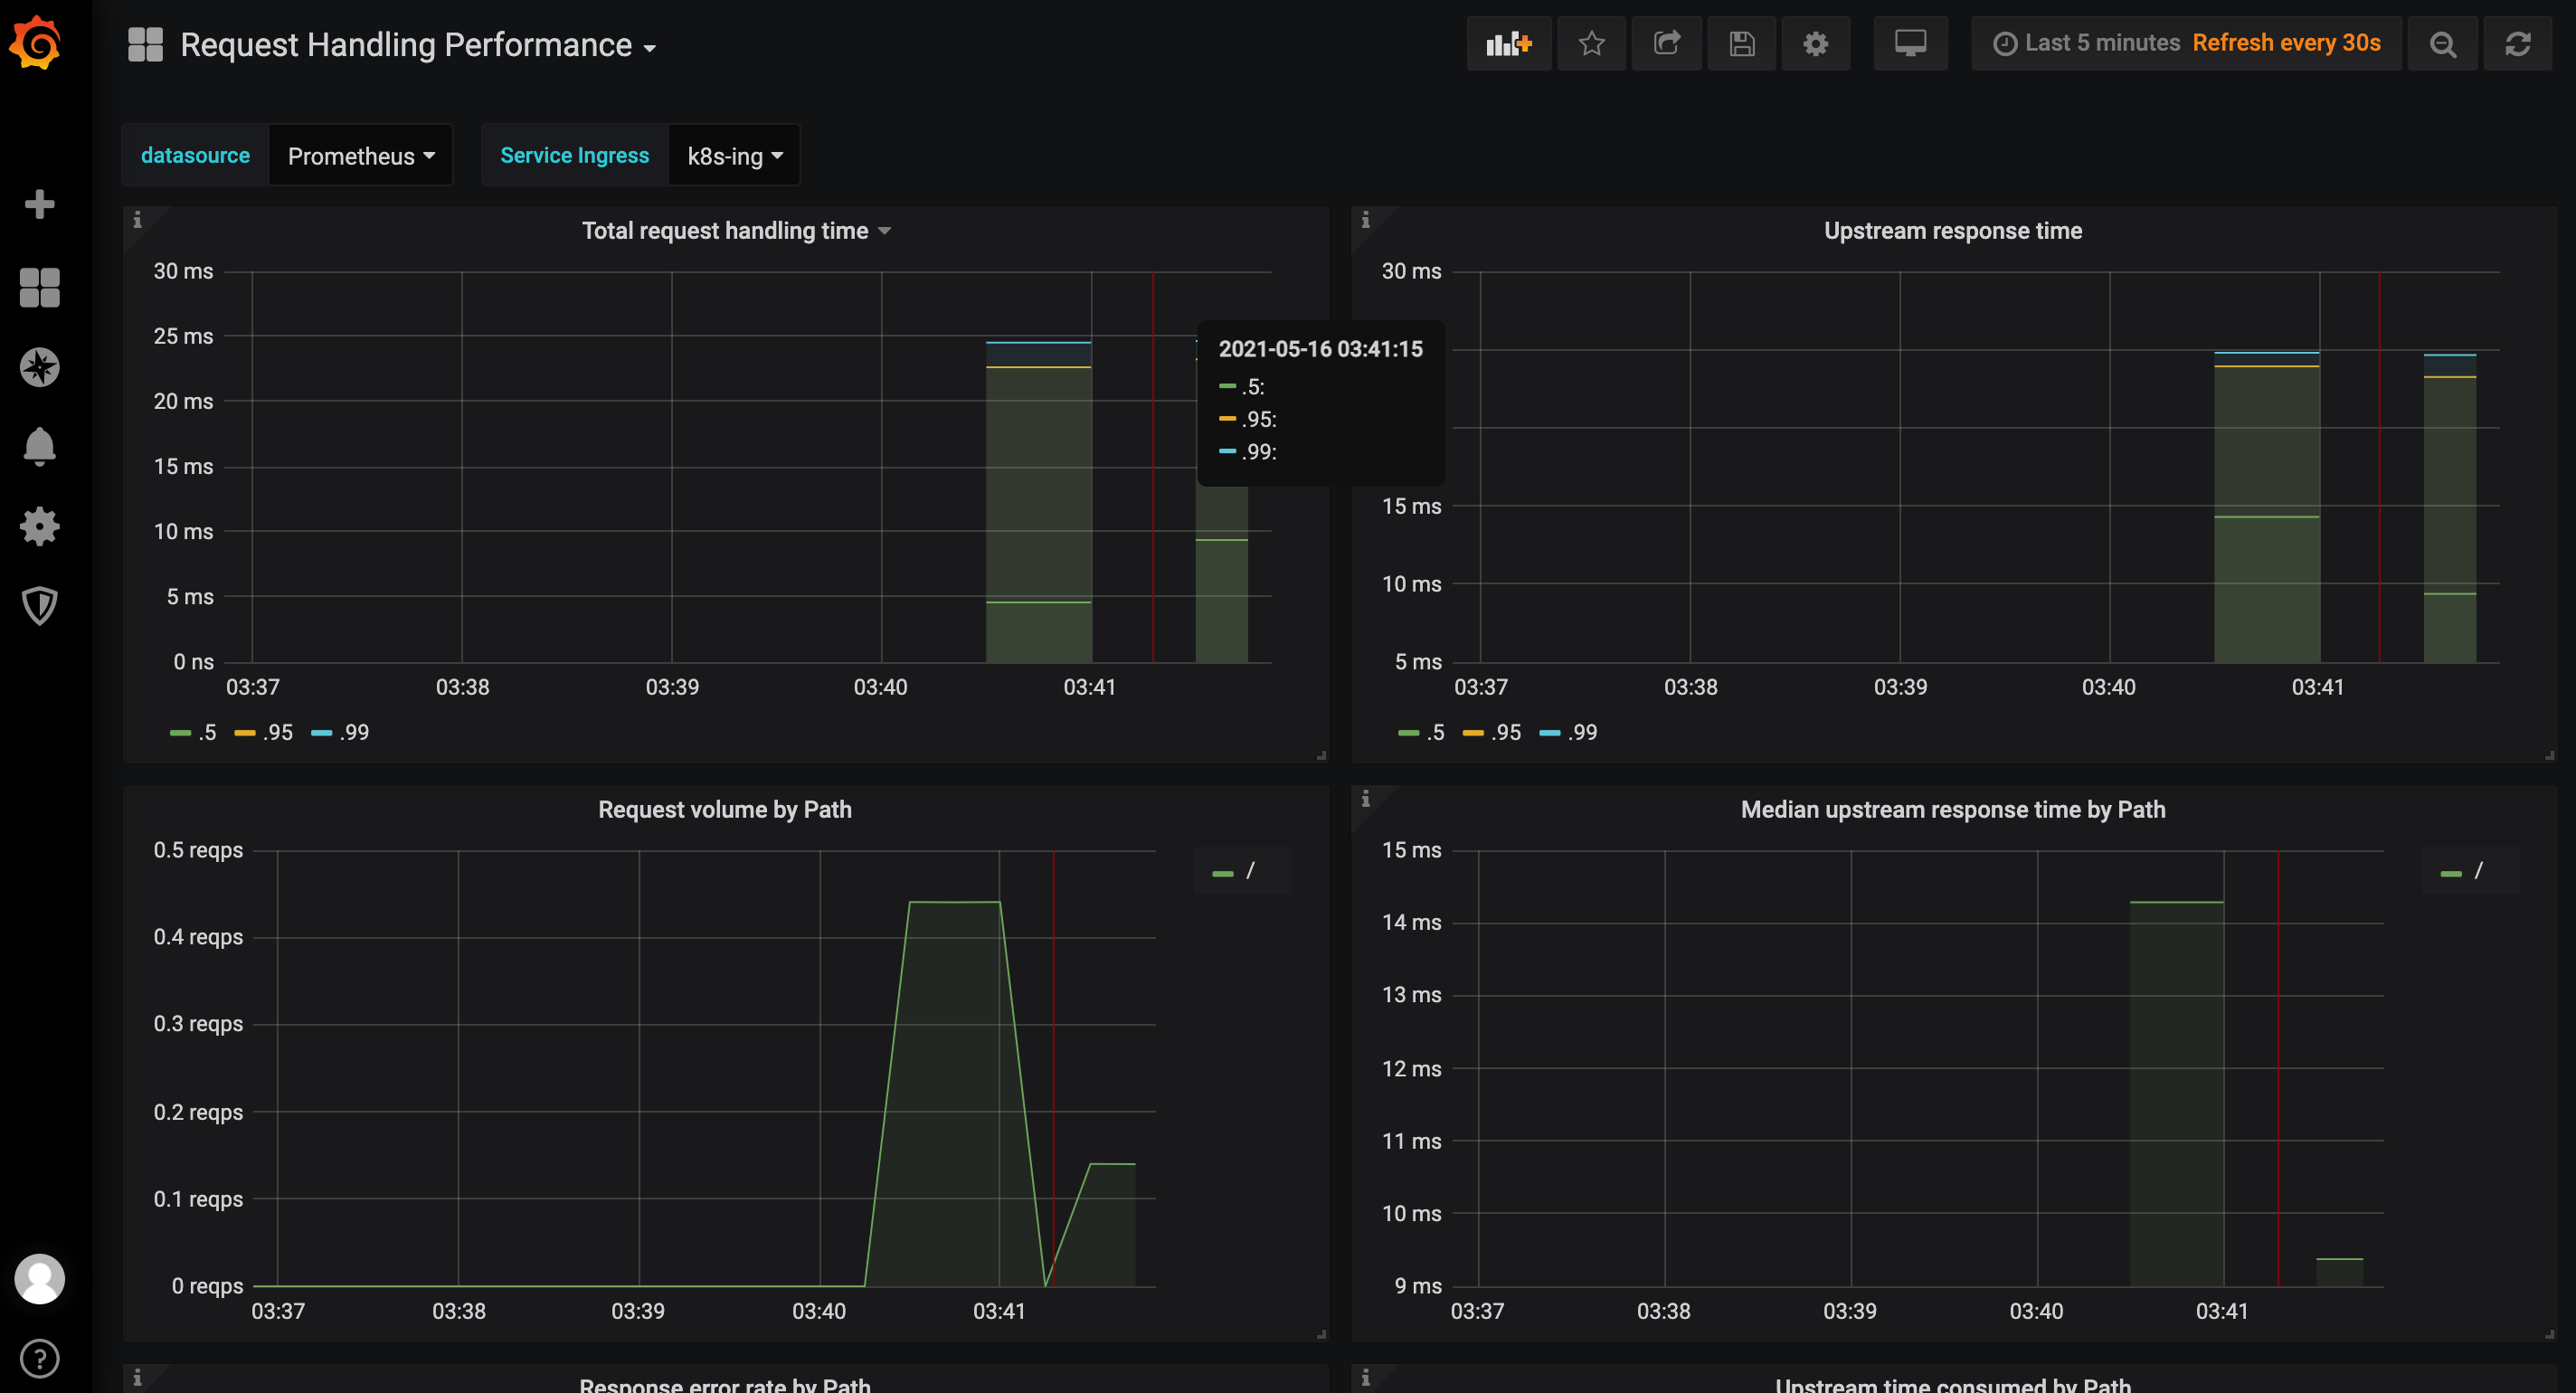 Request Handling Performance
Last 5 minutes Refresh every 30s
datasource Prometheus Service Ingress k8s-ing
Total request handling time
30 ms
25 ms
20 ms
15 ms
10 ms
5 ms
0 ns
03:37 03:38 03:39 03:40 03:41
.5 .95 .99
2021-05-16 03:41:15
.5:
.95:
.99:
Upstream response time
30 ms
15 ms
10 ms
5 ms
03:37 03:38 03:39 03:40 03:41
.5 .95 .99
Request volume by Path
0.5 reqps
0.4 reqps
0.3 reqps
0.2 reqps
0.1 reqps
0 reqps
03:37 03:38 03:39 03:40 03:41
/
Median upstream response time by Path
15 ms
14 ms
13 ms
12 ms
11 ms
10 ms
9 ms
03:37 03:38 03:39 03:40 03:41
/
Response error rate by Path
Upstream time consumed by Path